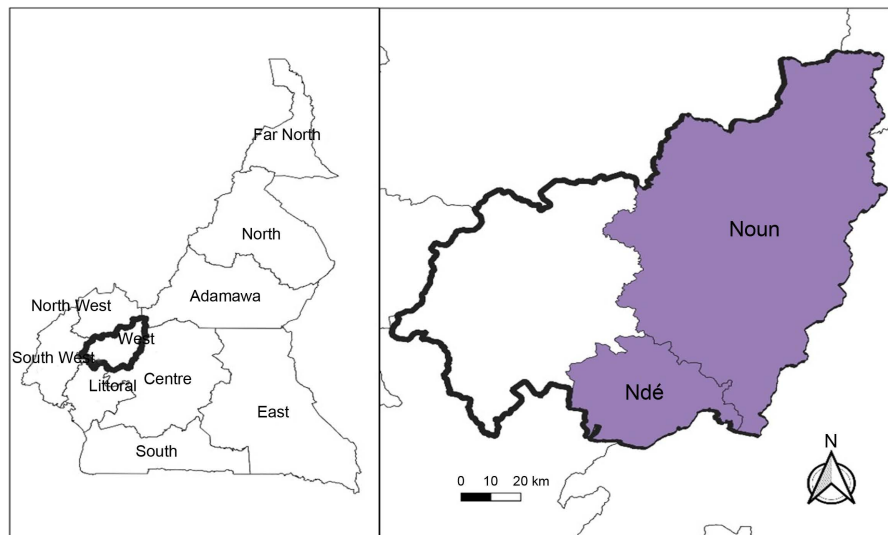 Far North
North
Adamawa
North West
West
South West
Littoral
Centre
East
South
Noun
Ndé
N
0 10 20 km